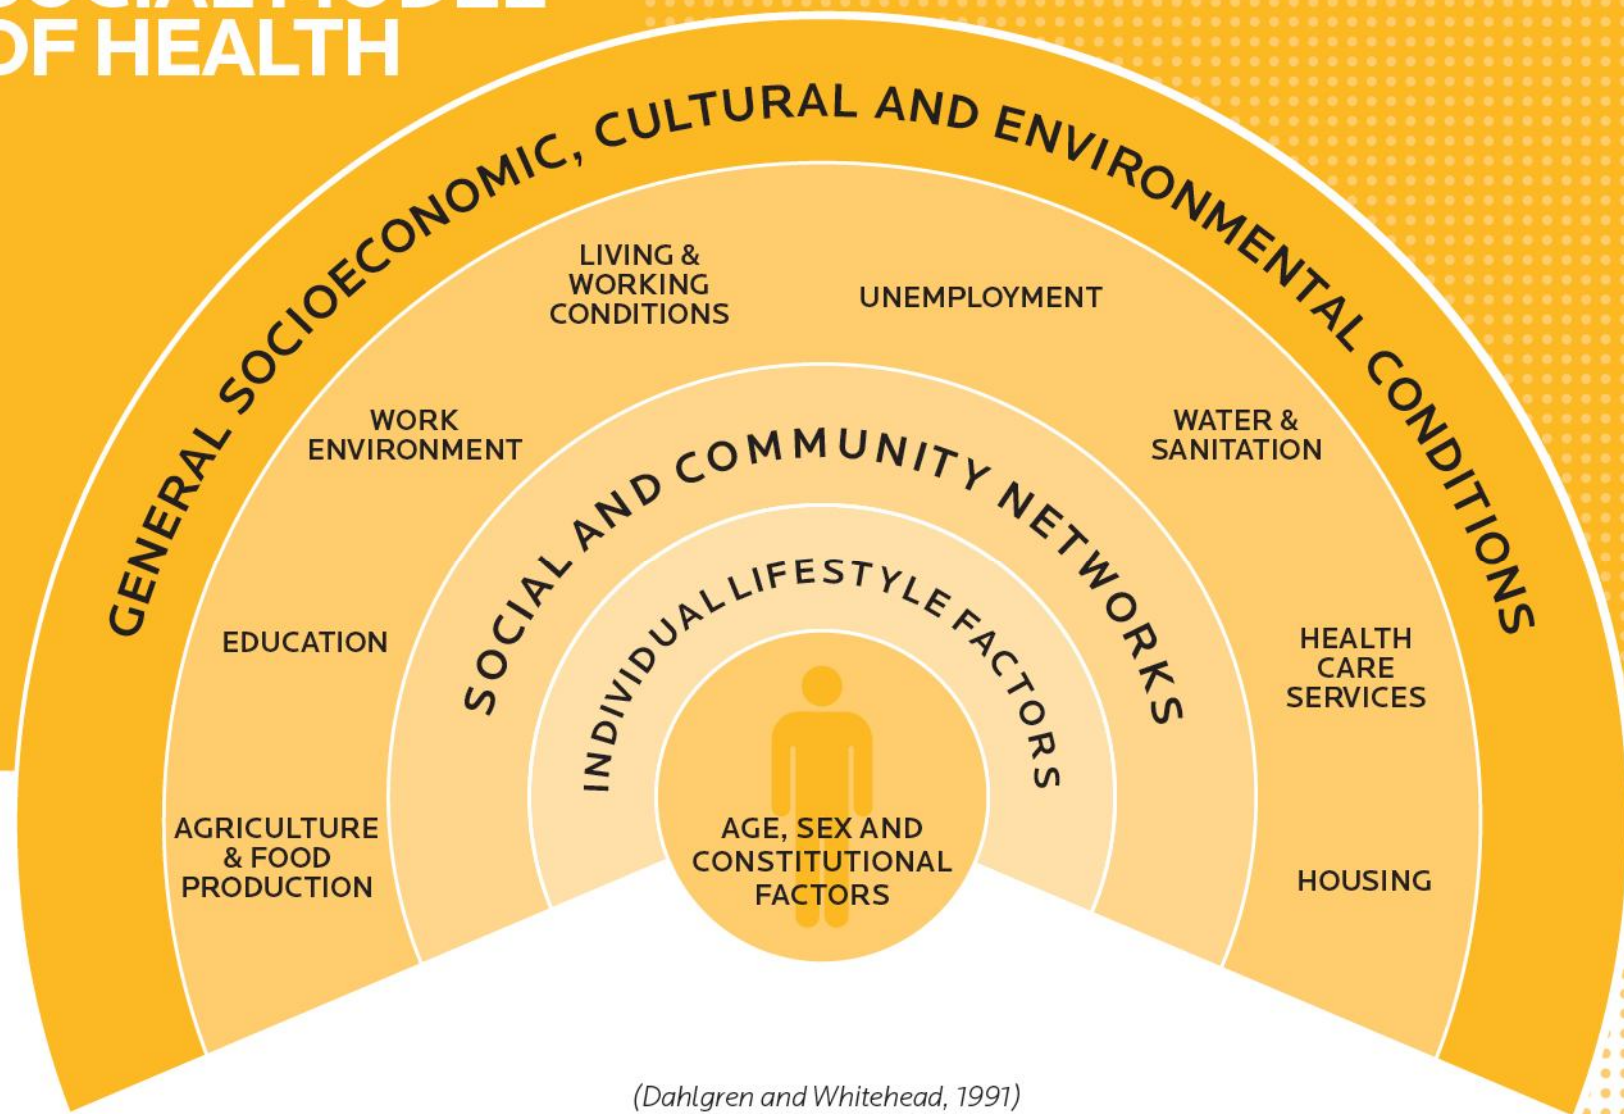 SOCIAL MODEL
OF HEALTH
GENERAL SOCIOECONOMIC, CULTURAL AND ENVIRONMENTAL CONDITIONS
LIVING &
WORKING
CONDITIONS
UNEMPLOYMENT
WORK
ENVIRONMENT
WATER &
SANITATION
EDUCATION
HEALTH
CARE
SERVICES
AGRICULTURE
& FOOD
PRODUCTION
HOUSING
SOCIAL AND COMMUNITY NETWORKS
INDIVIDUAL LIFESTYLE FACTORS
AGE, SEX AND
CONSTITUTIONAL
FACTORS
(Dahlgren and Whitehead, 1991)